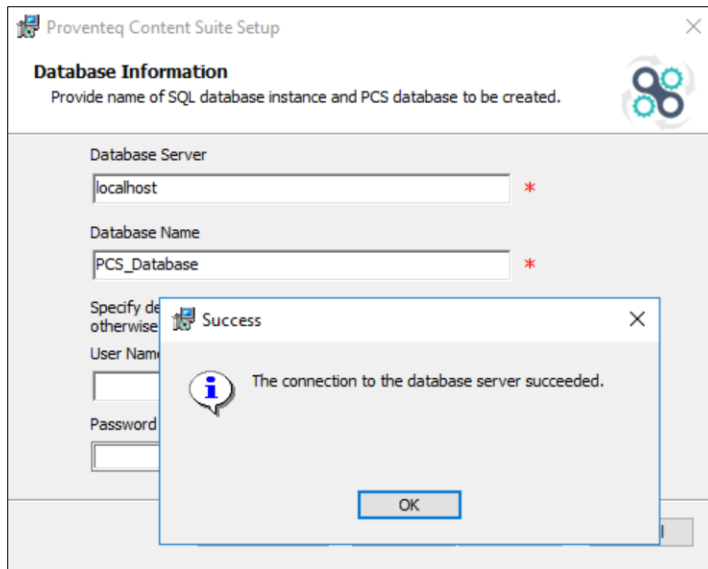 Proventeq Content Suite Setup
Database Information
Provide name of SQL database instance and PCS database to be created.
Database Server
localhost
*
Database Name
PCS_Database
*
Specify de
otherwise
User Nam
Password
Success
The connection to the database server succeeded.
OK
l